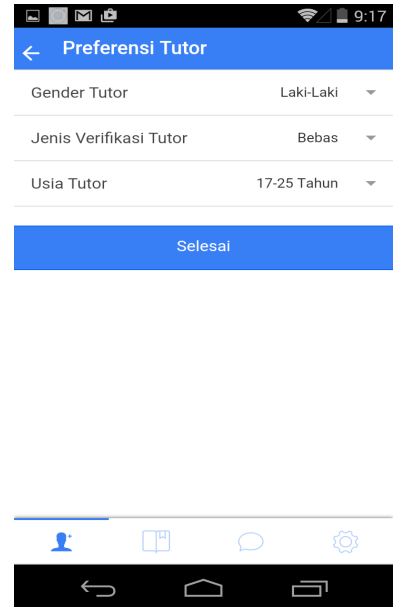 9:17
Preferensi Tutor
Gender Tutor Laki-Laki
Jenis Verifikasi Tutor Bebas
Usia Tutor 17-25 Tahun
Selesai